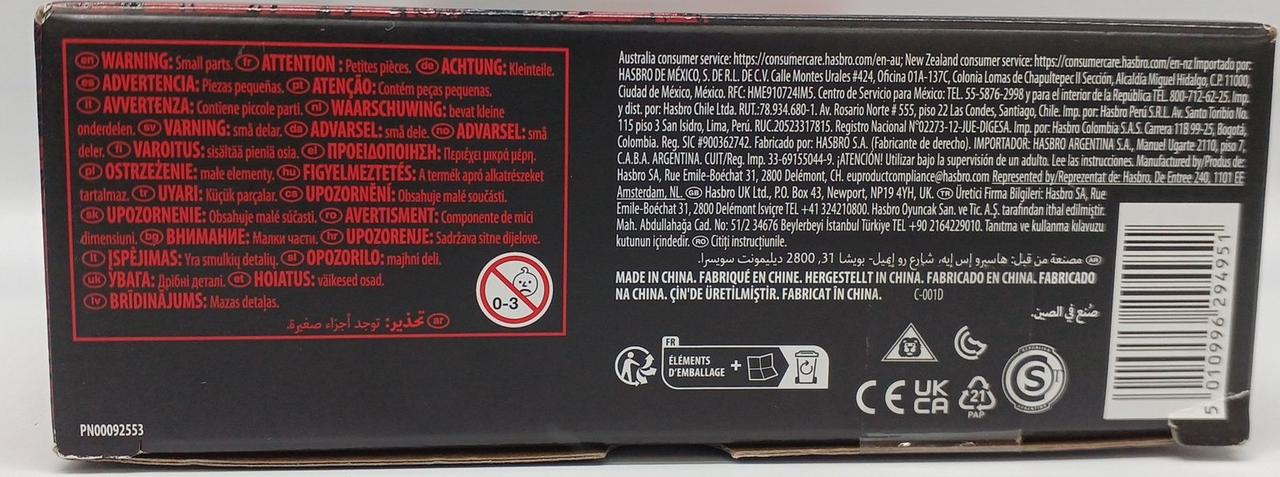 en WARNING: Small parts. fr ATTENTION : Petites pièces. de ACHTUNG: Kleinteile.
es ADVERTENCIA: Piezas pequeñas. pt ATENÇÃO: Contém peças pequenas.
it AVVERTENZA: Contiene piccole parti. nl WAARSCHUWING: bevat kleine
onderdelen. sv VARNING: små delar. da ADVARSEL: små dele. no ADVARSEL: små
deler. fi VAROITUS: sisältää pieniä osia. el ΠΡΟΕΙΔΟΠΟΙΗΣΗ: Περιέχει μικρά μέρη.
pl OSTRZEŻENIE: małe elementy. hu FIGYELMEZTETÉS: A termék apró alkatrészeket
tartalmaz. tr UYARI: Küçük parçalar. cs UPOZORNĚNÍ: Obsahuje malé součásti.
sk UPOZORNENIE: Obsahuje malé súčasti. ro AVERTISMENT: Componente de mici
dimensiuni. bg ВНИМАНИЕ: Малки части. hr UPOZORENJE: Sadržava sitne dijelove.
lt ĮSPĖJIMAS: Yra smulkių detalių. sl OPOZORILO: majhni deli.
uk УВАГА: Дрібні деталі. et HOIATUS: väikesed osad.
lv BRĪDINĀJUMS: Mazas detaļas.
ar تحذير: توجد أجزاء صغيرة.
0-3
PN00092553
Australia consumer service: https://consumercare.hasbro.com/en-au; New Zealand consumer service: https://consumercare.hasbro.com/en-nz Importado por:
HASBRO DE MÉXICO, S. DE R.L. DE C.V. Calle Montes Urales #424, Oficina 01A-137C, Colonia Lomas de Chapultepec II Sección, Alcaldía Miguel Hidalgo, C.P. 11000,
Ciudad de México, México. RFC: HME910724IM5. Centro de Servicio para México: TEL. 55-5876-2998 y para el interior de la República TÉL. 800-712-62-25. Imp.
y dist. por: Hasbro Chile Ltda. RUT.:78.934.680-1. Av. Rosario Norte # 555, piso 22 Las Condes, Santiago, Chile. Imp. por: Hasbro Perú S.R.L. Av. Santo Toribio No.
115 piso 3 San Isidro, Lima, Perú. RUC.20523317815. Registro Nacional N°02273-12-JUE-DIGESA. Imp. por: Hasbro Colombia S.A.S. Carrera 11B 99-25, Bogotá,
Colombia. Reg. SIC #900362742. Fabricado por: HASBRO S.A. (Fabricante de derecho). IMPORTADOR: HASBRO ARGENTINA S.A., Manuel Ugarte 2110, piso 7,
C.A.B.A. ARGENTINA. CUIT/Reg. Imp. 33-69155044-9. ¡ATENCIÓN! Utilizar bajo la supervisión de un adulto. Lee las instrucciones. Manufactured by/Produs de:
Hasbro SA, Rue Emile-Boéchat 31, 2800 Delémont, CH. euproductcompliance@hasbro.com Represented by/Reprezentat de: Hasbro, De Entree 240, 1101 EE
Amsterdam, NL. GB Hasbro UK Ltd., P.O. Box 43, Newport, NP19 4YH, UK. TR Üretici Firma Bilgileri: Hasbro SA, Rue
Emile-Boéchat 31, 2800 Delémont İsviçre TEL +41 324210800. Hasbro Oyuncak San. ve Tic. A.Ş. tarafından ithal edilmiştir.
Mah. Abdullahağa Cad. No: 51/2 34676 Beylerbeyi İstanbul Türkiye TEL +90 2164229010. Tanıtma ve kullanma kılavuzu
kutunun içindedir. RO Citiți instrucțiunile.
AR مصنعة من قبل: هاسبرو إس إيه، شارع رو إميل- بويشا 31، 2800 ديليمونت سويسرا.
MADE IN CHINA. FABRIQUÉ EN CHINE. HERGESTELLT IN CHINA. FABRICADO EN CHINA. FABRICADO
NA CHINA. ÇİN'DE ÜRETİLMİŞTİR. FABRICAT ÎN CHINA. C-001D
صُنع في الصين.
FR
ÉLÉMENTS
D'EMBALLAGE +
CE UK
CA
21
PAP
S
5 010996 294951